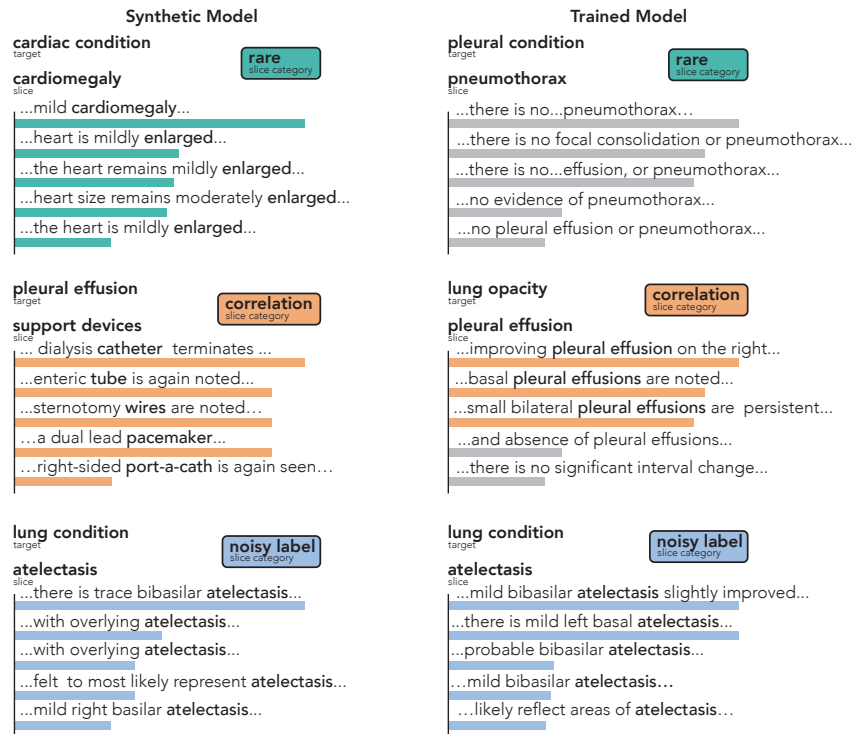 Synthetic Model
cardiac condition
target
rare
slice category
cardiomegaly
slice
...mild cardiomegaly...
...heart is mildly enlarged...
...the heart remains mildly enlarged...
...heart size remains moderately enlarged...
...the heart is mildly enlarged...
pleural effusion
target
correlation
slice category
support devices
slice
... dialysis catheter terminates ...
...enteric tube is again noted...
...sternotomy wires are noted...
...a dual lead pacemaker...
...right-sided port-a-cath is again seen...
lung condition
target
noisy label
slice category
atelectasis
slice
...there is trace bibasilar atelectasis...
...with overlying atelectasis...
...with overlying atelectasis...
...felt to most likely represent atelectasis...
...mild right basilar atelectasis...
Trained Model
pleural condition
target
rare
slice category
pneumothorax
slice
...there is no...pneumothorax...
...there is no focal consolidation or pneumothorax...
...there is no...effusion, or pneumothorax...
...no evidence of pneumothorax...
...no pleural effusion or pneumothorax...
lung opacity
target
correlation
slice category
pleural effusion
slice
...improving pleural effusion on the right...
...basal pleural effusions are noted...
...small bilateral pleural effusions are persistent...
...and absence of pleural effusions...
...there is no significant interval change...
lung condition
target
noisy label
slice category
atelectasis
slice
...mild bibasilar atelectasis slightly improved...
...there is mild left basal atelectasis...
...probable bibasilar atelectasis...
...mild bibasilar atelectasis...
...likely reflect areas of atelectasis...